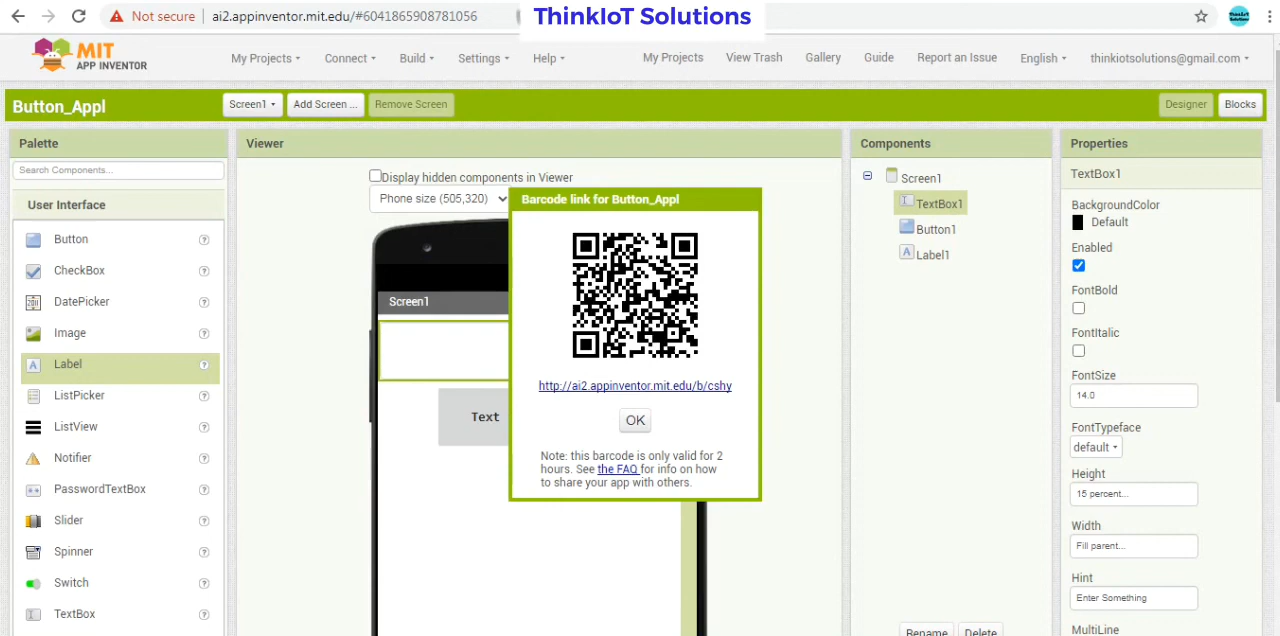 Not secure
ai2.appinventor.mit.edu/#6041865908781056
ThinkIoT Solutions
MIT
APP INVENTOR
My Projects
Connect
Build
Settings
Help
My Projects
View Trash
Gallery
Guide
Report an Issue
English
thinkiotsolutions@gmail.com
Button_Appl
Screen1
Add Screen ...
Remove Screen
Designer
Blocks
Palette
Search Components...
User Interface
Button
CheckBox
DatePicker
Image
Label
ListPicker
ListView
Notifier
PasswordTextBox
Slider
Spinner
Switch
TextBox
Viewer
Display hidden components in Viewer
Phone size (505,320)
Screen1
Text
Barcode link for Button_Appl
http://ai2.appinventor.mit.edu/b/cshy
OK
Note: this barcode is only valid for 2
hours. See the FAQ for info on how
to share your app with others.
Components
Screen1
TextBox1
Button1
Label1
Rename
Delete
Properties
TextBox1
BackgroundColor
Default
Enabled
FontBold
FontItalic
FontSize
14.0
FontTypeface
default
Height
15 percent...
Width
Fill parent...
Hint
Enter Something
MultiLine